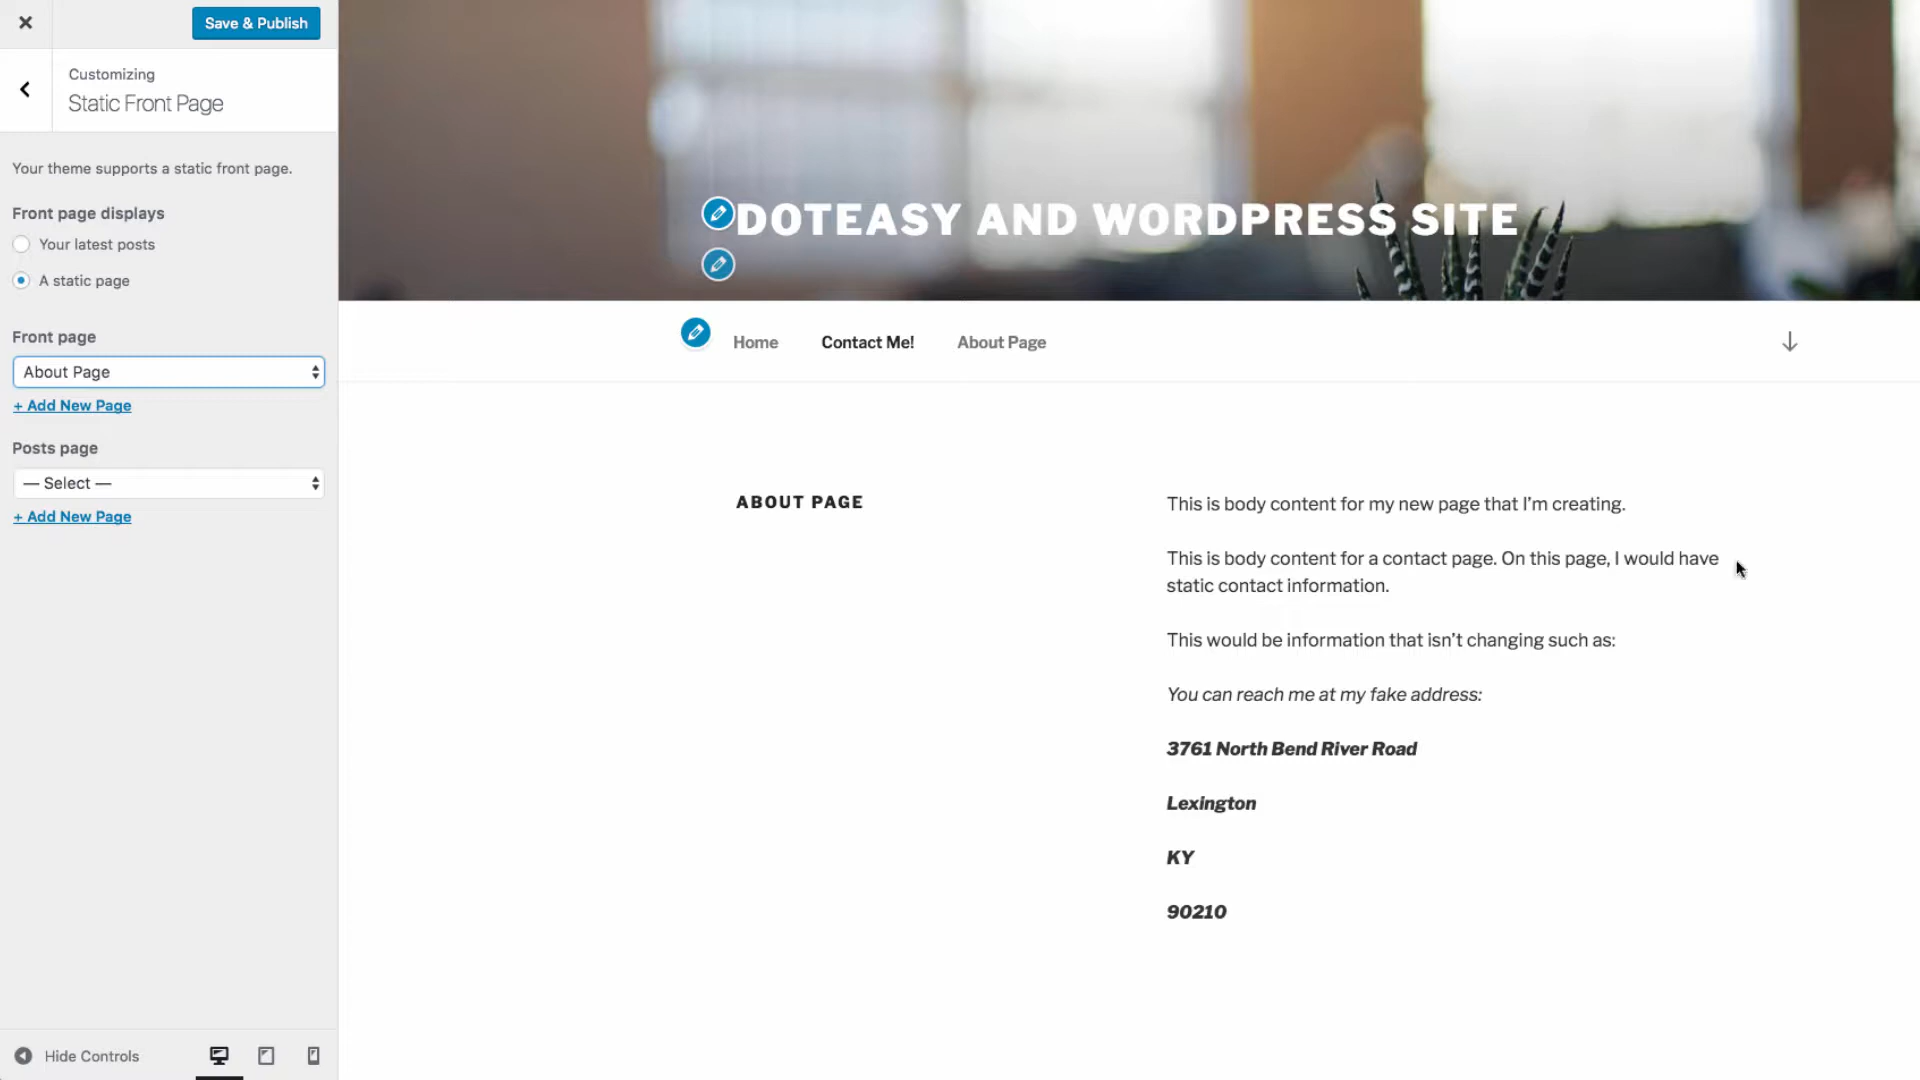 Save & Publish
Customizing
Static Front Page
Your theme supports a static front page.
Front page displays
Your latest posts
A static page
Front page
About Page
+ Add New Page
Posts page
— Select —
+ Add New Page
Hide Controls
DOTEASY AND WORDPRESS SITE
Home
Contact Me!
About Page
ABOUT PAGE
This is body content for my new page that I’m creating.
This is body content for a contact page. On this page, I would have
static contact information.
This would be information that isn’t changing such as:
You can reach me at my fake address:
3761 North Bend River Road
Lexington
KY
90210